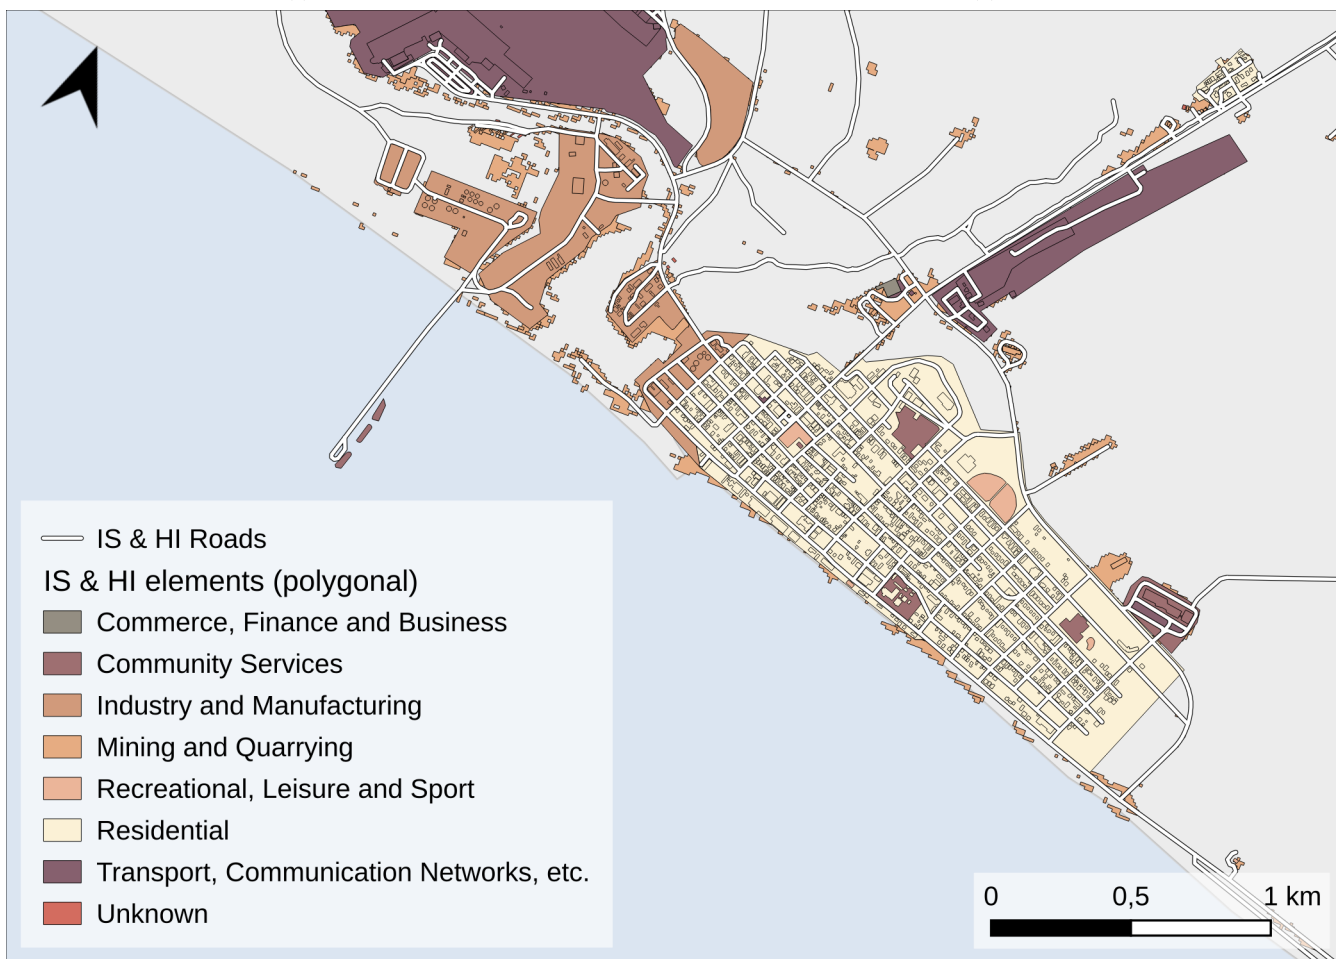 IS & HI Roads
IS & HI elements (polygonal)
Commerce, Finance and Business
Community Services
Industry and Manufacturing
Mining and Quarrying
Recreational, Leisure and Sport
Residential
Transport, Communication Networks, etc.
Unknown
0 0,5 1 km